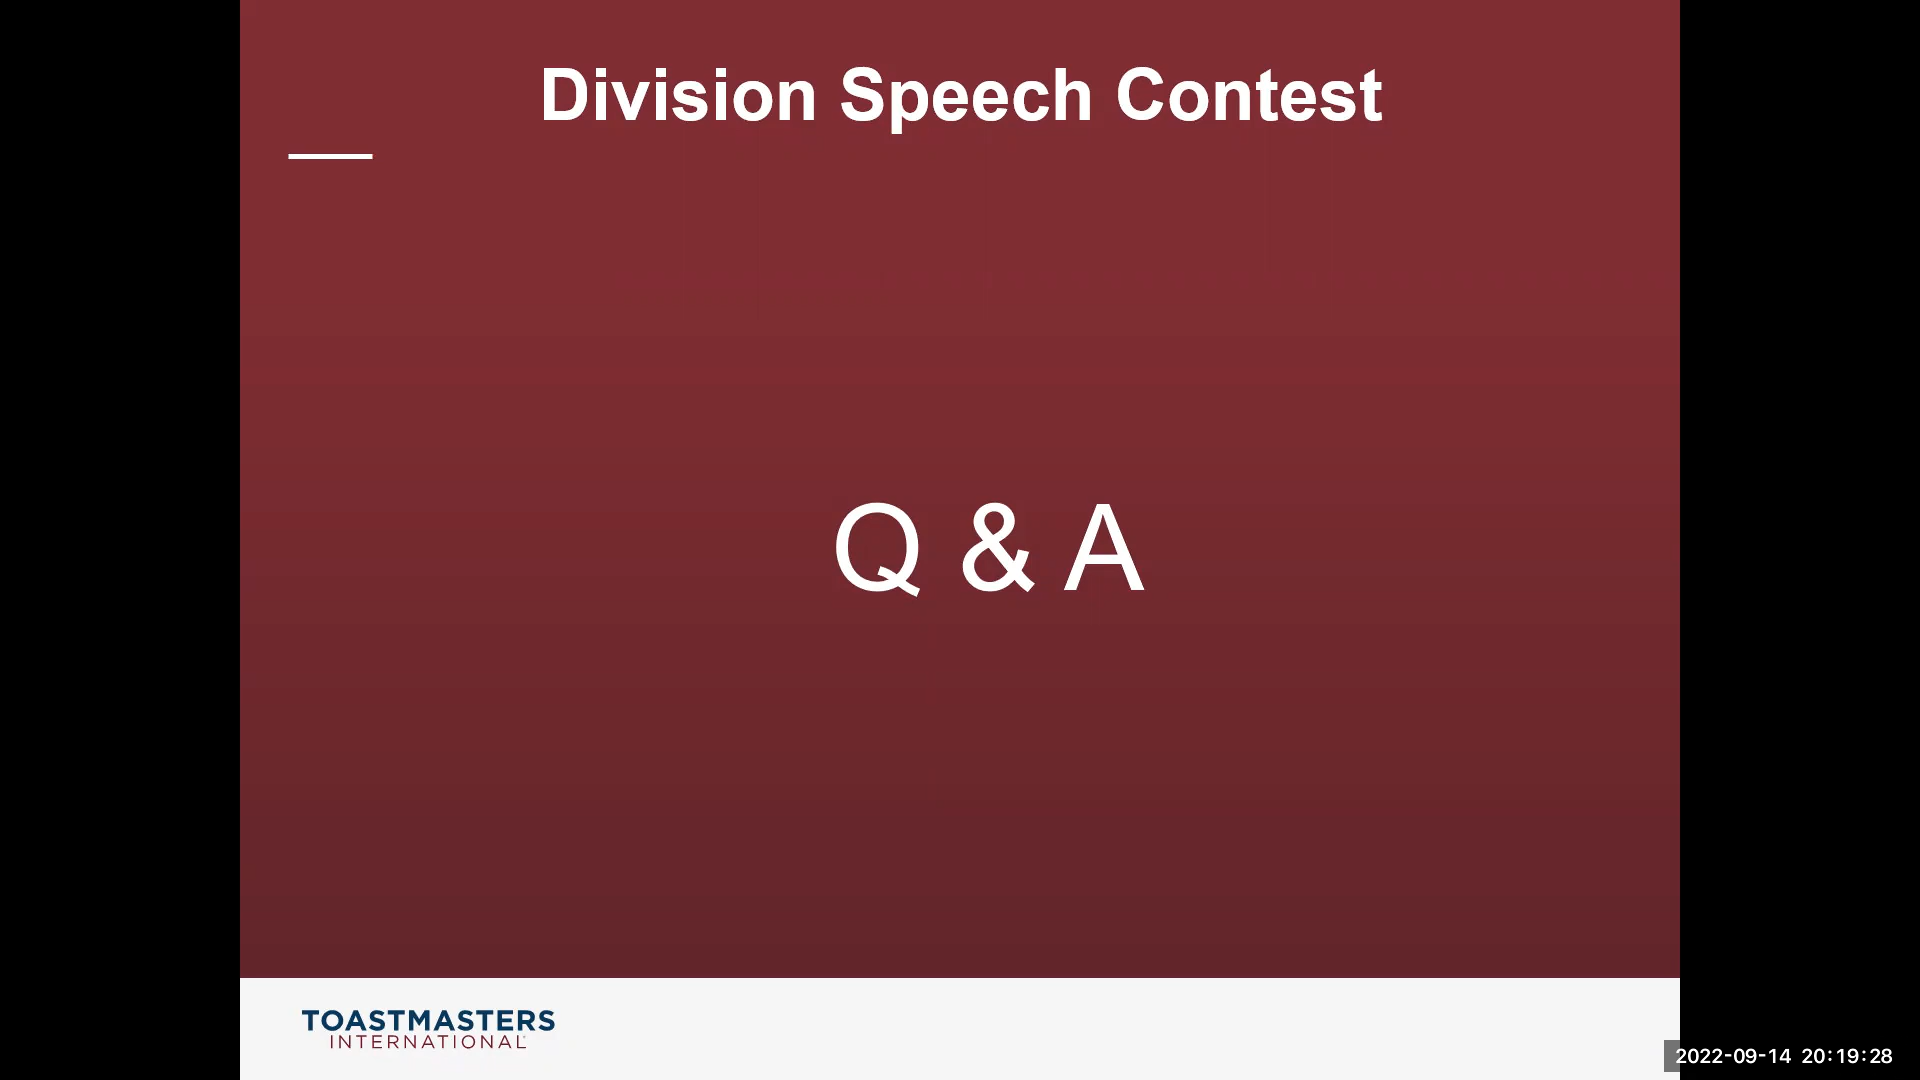 Division Speech Contest
Q & A
TOASTMASTERS
INTERNATIONAL
2022-09-14 20:19:28